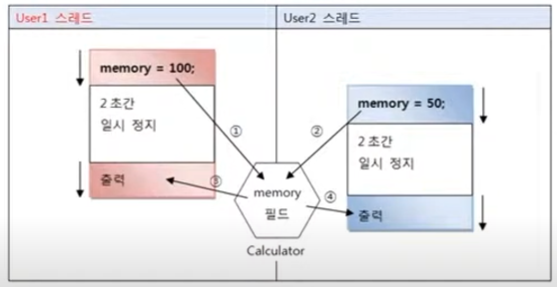 User1 스레드
User2 스레드
memory = 100;
2 초간
일시 정지
출력
memory = 50;
2 초간
일시 정지
출력
①
②
③
④
memory
필드
Calculator